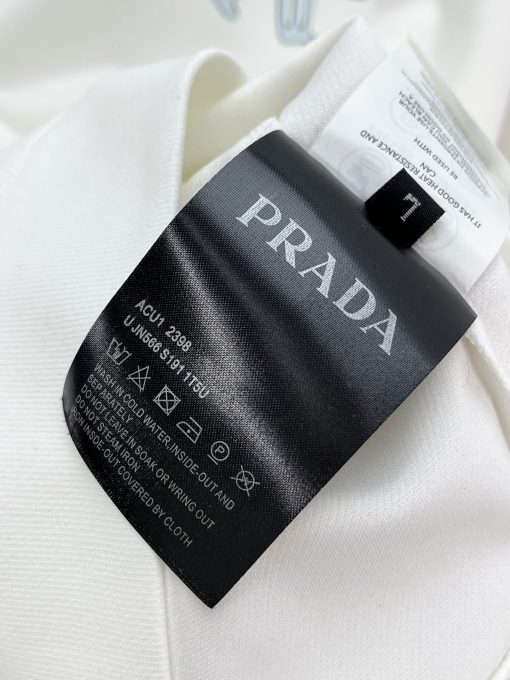 PRADA
ACU1 2398
U JN566 S191 1T5U
WASH IN COLD WATER,INSIDE-OUT AND
SEPARATELY
DO NOT LEAVE IN SOAK OR WRING OUT
DO NOT STEAM IRON
IRON INSIDE-OUT COVERED BY CLOTH
IT HAS GOOD HEAT RESISTANCE AND
CAN
BE USED WITH